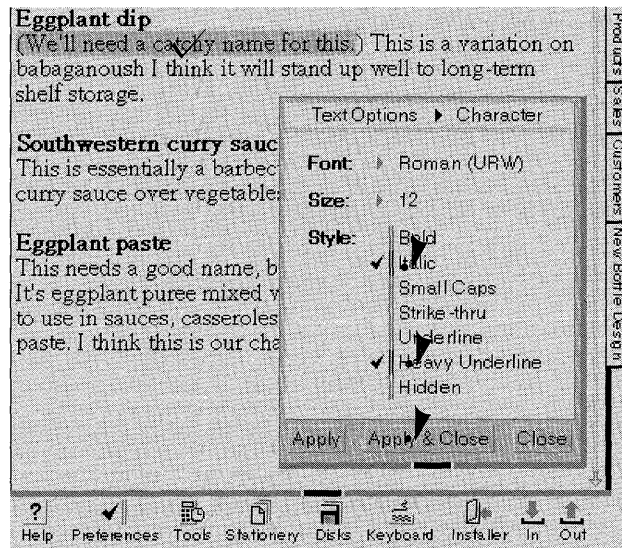 Eggplant dip
(We'll need a catchy name for this.) This is a variation on
babaganoush I think it will stand up well to long-term
shelf storage.
Southwestern curry sauc
This is essentially a barbec
curry sauce over vegetable
Eggplant paste
This needs a good name, b
It's eggplant puree mixed w
to use in sauces, casseroles
paste. I think this is our cha
Text Options ▶ Character
Font: Roman (URW)
Size: 12
Style: Bold
Italic
Small Caps
Strike-thru
Underline
Heavy Underline
Hidden
Apply Apply & Close Close
Products
Sales
Customers
New Bottle Design
? Help Preferences Tools Stationery Disks Keyboard Installer In Out